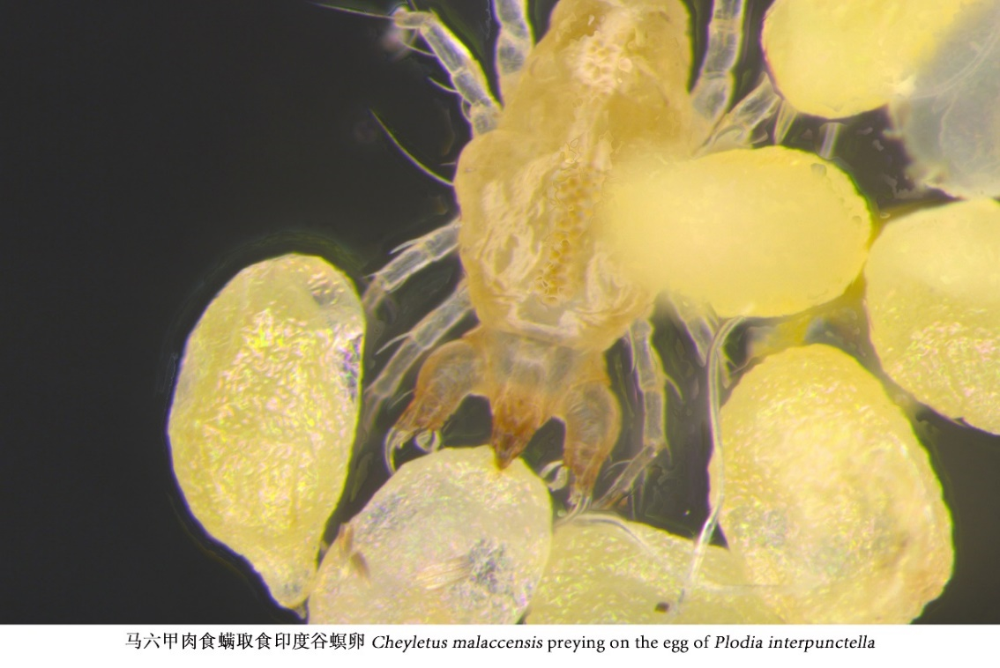 马六甲肉食螨取食印度谷螟卵 Cheyletus malaccensis preying on the egg of Plodia interpunctella